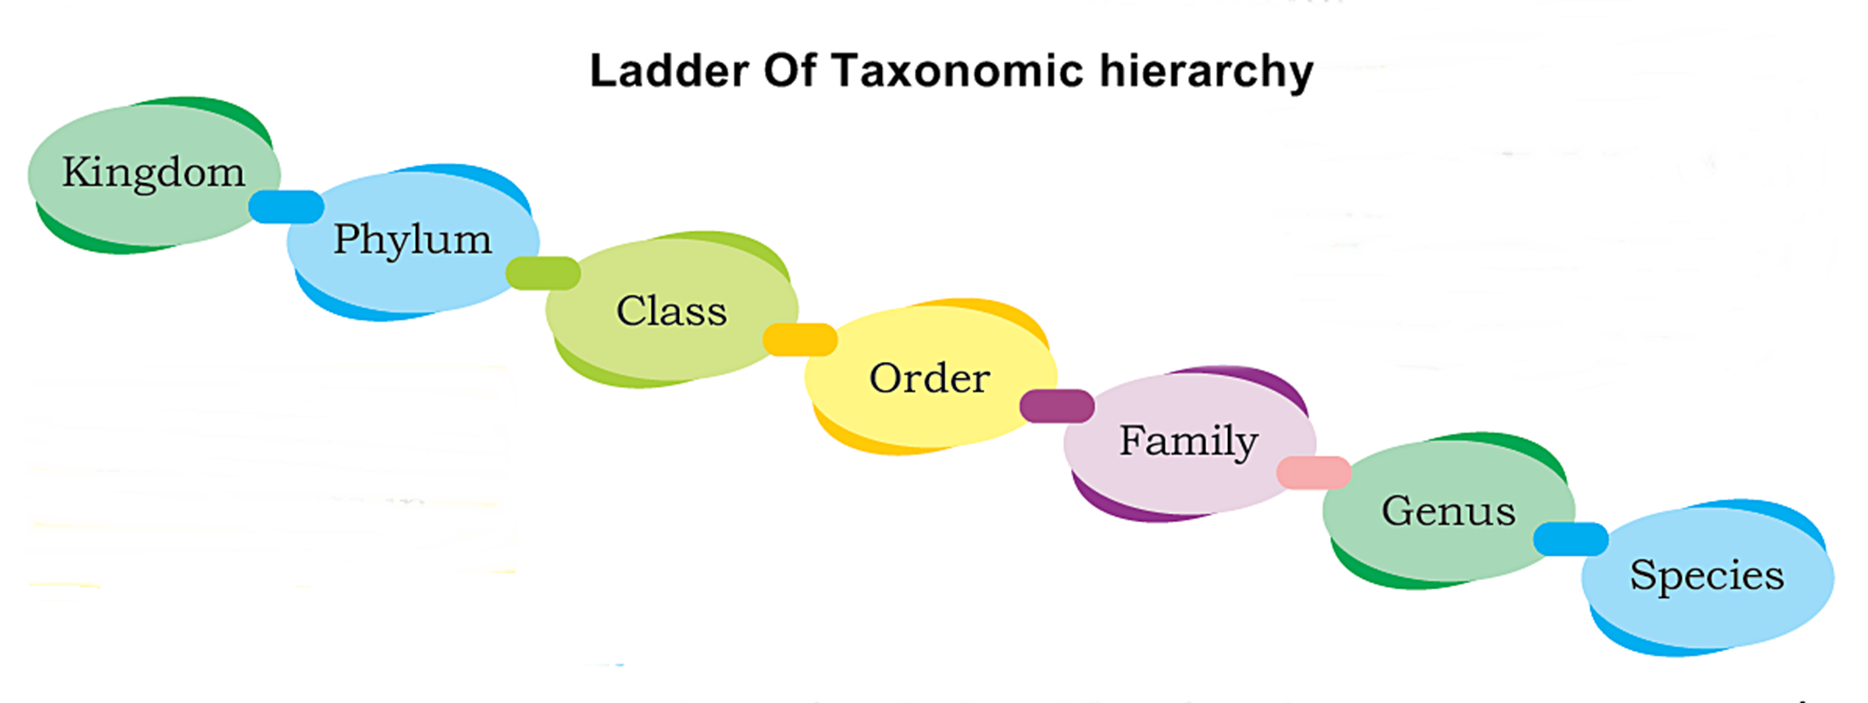 Ladder Of Taxonomic hierarchy
Kingdom
Phylum
Class
Order
Family
Genus
Species